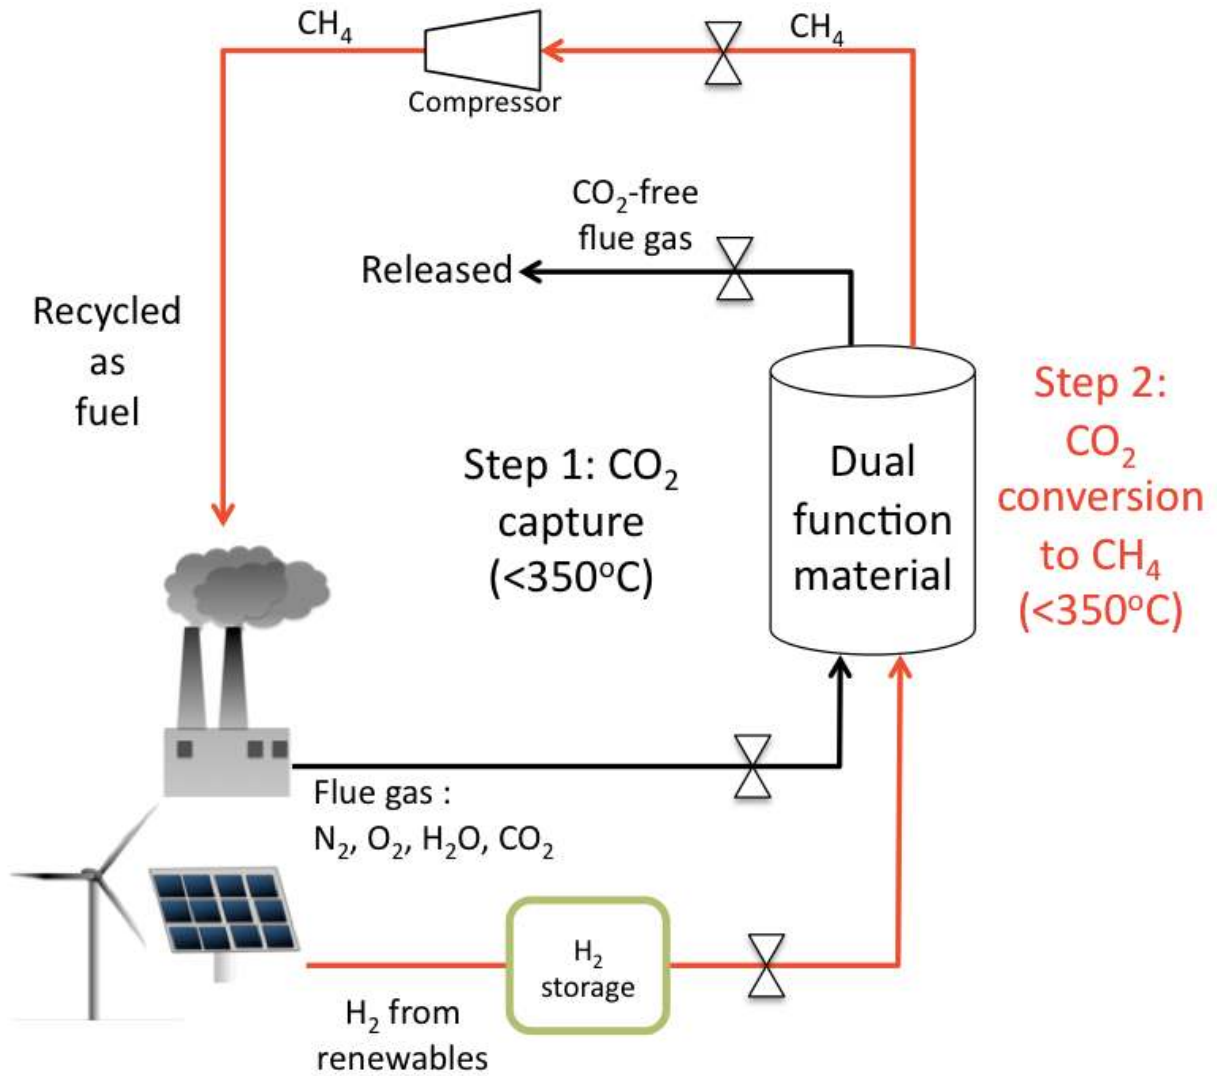 CH₄
CH₄
Compressor
CO₂-free
flue gas
Released
Recycled
as
fuel
Step 1: CO₂
capture
(<350°C)
Dual
function
material
Step 2:
CO₂
conversion
to CH₄
(<350°C)
Flue gas :
N₂, O₂, H₂O, CO₂
H₂
storage
H₂ from
renewables